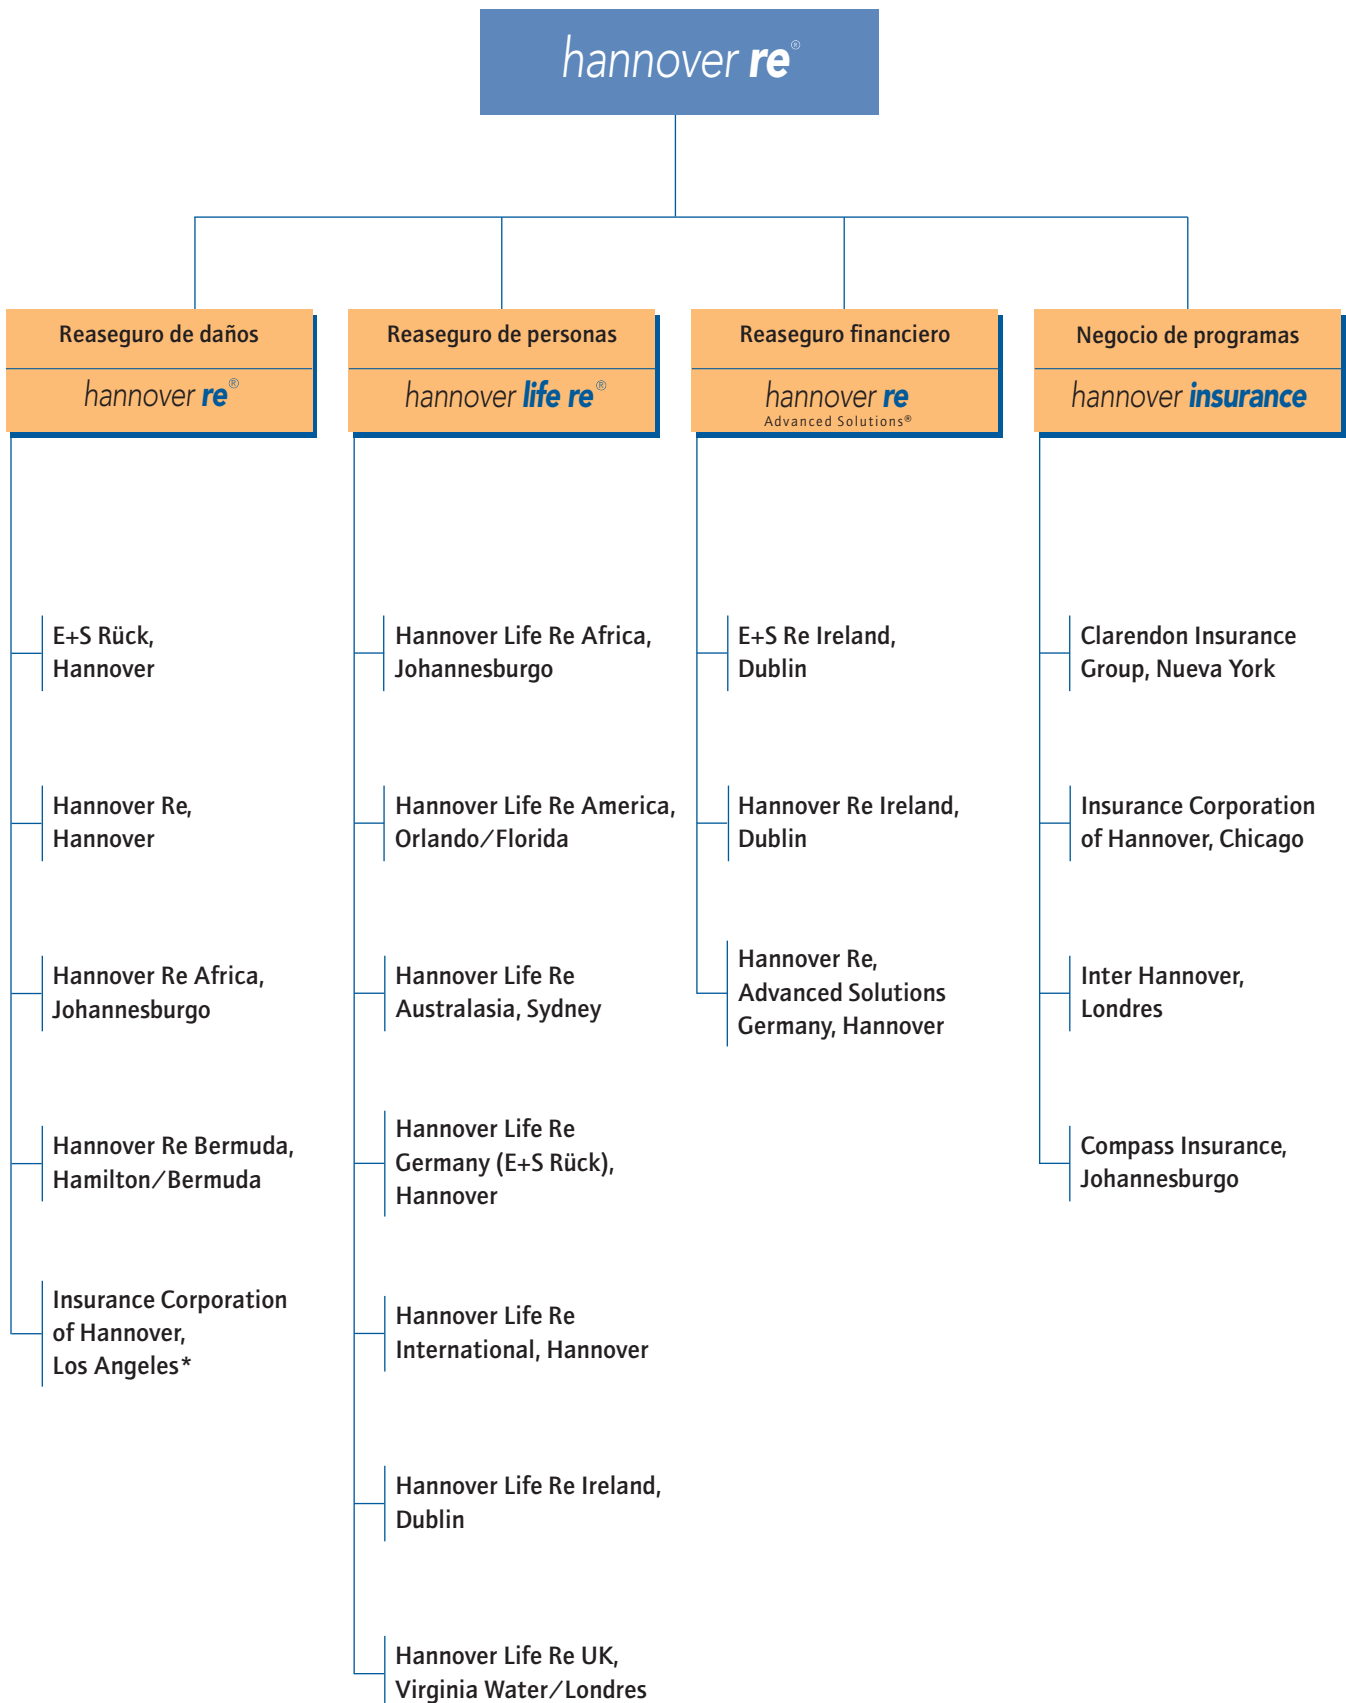 hannover re®
Reaseguro de daños
hannover re®
E+S Rück,
Hannover
Hannover Re,
Hannover
Hannover Re Africa,
Johannesburgo
Hannover Re Bermuda,
Hamilton/Bermuda
Insurance Corporation
of Hannover,
Los Angeles*
Reaseguro de personas
hannover life re®
Hannover Life Re Africa,
Johannesburgo
Hannover Life Re America,
Orlando/Florida
Hannover Life Re
Australasia, Sydney
Hannover Life Re
Germany (E+S Rück),
Hannover
Hannover Life Re
International, Hannover
Hannover Life Re Ireland,
Dublin
Hannover Life Re UK,
Virginia Water/Londres
Reaseguro financiero
hannover re
Advanced Solutions®
E+S Re Ireland,
Dublin
Hannover Re Ireland,
Dublin
Hannover Re,
Advanced Solutions
Germany, Hannover
Negocio de programas
hannover insurance
Clarendon Insurance
Group, Nueva York
Insurance Corporation
of Hannover, Chicago
Inter Hannover,
Londres
Compass Insurance,
Johannesburgo